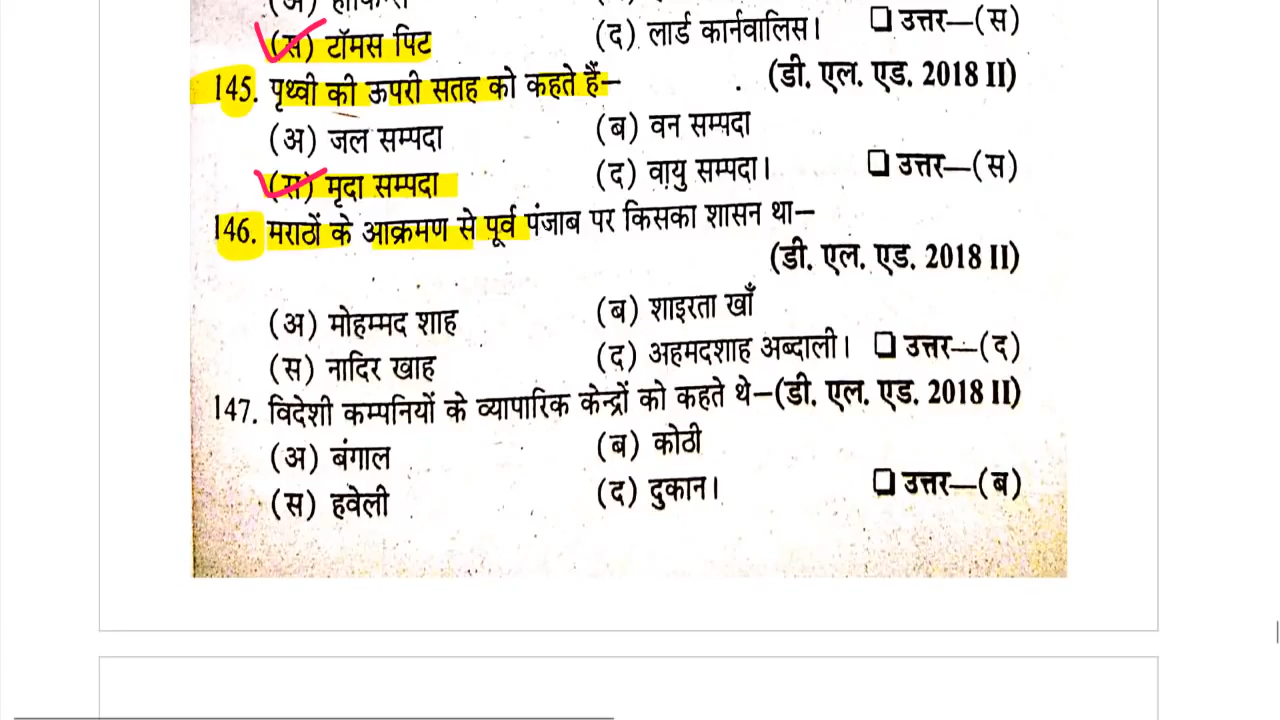 (स) टॉमस पिट (द) लार्ड कार्नवालिस। ❑ उत्तर—(स)
145. पृथ्वी की ऊपरी सतह को कहते हैं— (डी. एल. एड. 2018 II)
(अ) जल सम्पदा (ब) वन सम्पदा
(स) मृदा सम्पदा (द) वायु सम्पदा। ❑ उत्तर—(स)
146. मराठों के आक्रमण से पूर्व पंजाब पर किसका शासन था—
(डी. एल. एड. 2018 II)
(अ) मोहम्मद शाह (ब) शाइरता खाँ
(स) नादिर खाह (द) अहमदशाह अब्दाली। ❑ उत्तर—(द)
147. विदेशी कम्पनियों के व्यापारिक केन्द्रों को कहते थे—(डी. एल. एड. 2018 II)
(अ) बंगाल (ब) कोठी
(स) हवेली (द) दुकान। ❑ उत्तर—(ब)